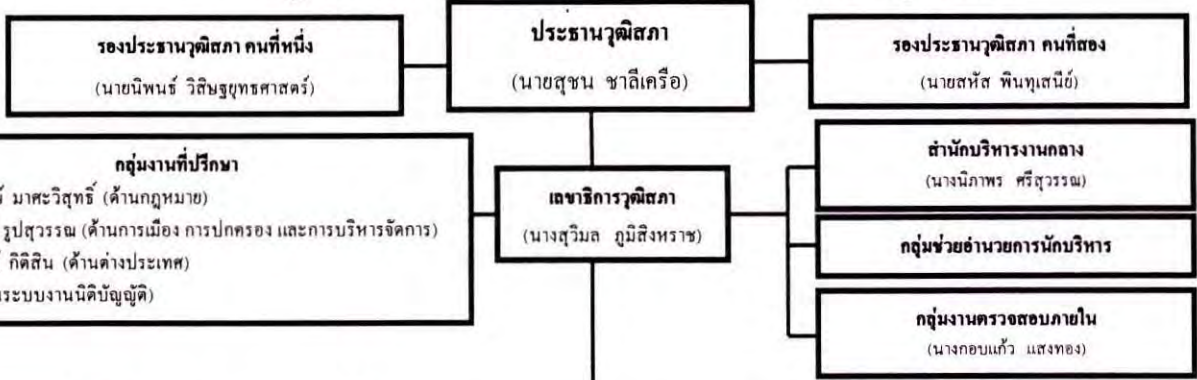 รองประธานวุฒิสภา คนที่หนึ่ง
(นายนิพนธ์ วิสิษฐยุทธศาสตร์)
ประธานวุฒิสภา
(นายสุชน ชาลีเครือ)
รองประธานวุฒิสภา คนที่สอง
(นายสหัส พินทุเสนีย์)
กลุ่มงานที่ปรึกษา
มาศะวิสุทธิ์ (ด้านกฎหมาย)
รูปสุวรรณ (ด้านการเมือง การปกครอง และการบริหารจัดการ)
กิติสิน (ด้านต่างประเทศ)
ระบบงานนิติบัญญัติ)
เลขาธิการวุฒิสภา
(นางสุวิมล ภูมิสิงหราช)
สำนักบริหารงานกลาง
(นางนิภาพร ศรีสุวรรณ)
กลุ่มช่วยอำนวยการนักบริหาร
กลุ่มงานตรวจสอบภายใน
(นางกอบแก้ว แสงทอง)